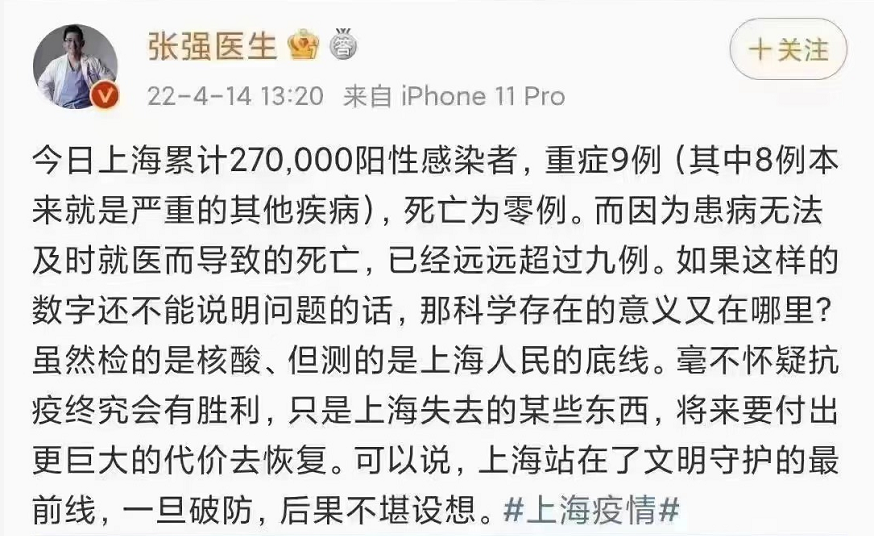 张强医生
答
+关注
22-4-14 13:20 来自 iPhone 11 Pro
今日上海累计270,000阳性感染者，重症9例（其中8例本
来就是严重的其他疾病），死亡为零例。而因为患病无法
及时就医而导致的死亡，已经远远超过九例。如果这样的
数字还不能说明问题的话，那科学存在的意义又在哪里？
虽然检的是核酸、但测的是上海人民的底线。毫不怀疑抗
疫终究会有胜利，只是上海失去的某些东西，将来要付出
更巨大的代价去恢复。可以说，上海站在了文明守护的最
前线，一旦破防，后果不堪设想。#上海疫情#